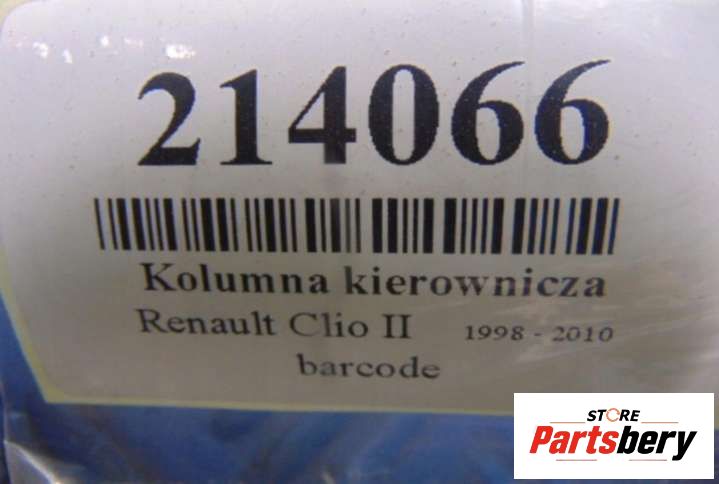 214066
Kolumna kierownicza
Renault Clio II 1998 - 2010
barcode
STORE
Partsbery